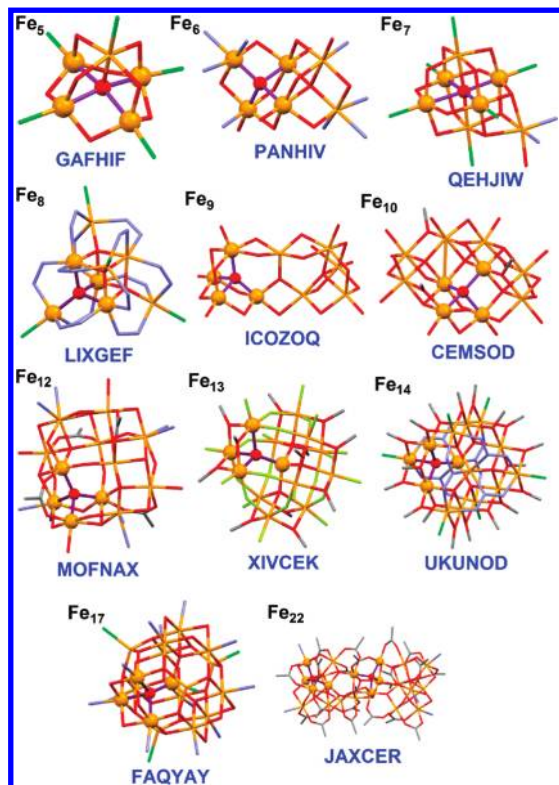 Fe5 Fe6 Fe7
GAFHIF PANHIV QEHJIW
Fe8 Fe9 Fe10
LIXGEF ICOZOQ CEMSOD
Fe12 Fe13 Fe14
MOFNAX XIVCEK UKUNOD
Fe17 Fe22
FAQYAY JAXCER